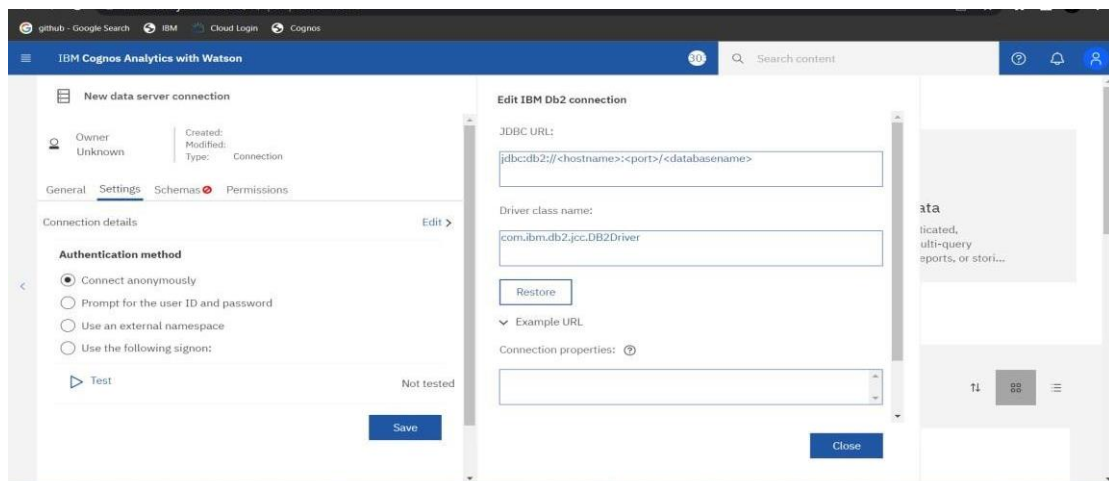 github - Google Search IBM Cloud Login Cognos
IBM Cognos Analytics with Watson
Search content
New data server connection
Owner
Unknown
Created:
Modified:
Type: Connection
General Settings Schemas Permissions
Connection details Edit >
Authentication method
Connect anonymously
Prompt for the user ID and password
Use an external namespace
Use the following signon:
Test Not tested
Save
Edit IBM Db2 connection
JDBC URL:
jdbc:db2://<hostname>:<port>/<databasename>
Driver class name:
com.ibm.db2.jcc.DB2Driver
Restore
Example URL
Connection properties:
Close
ata
ticated,
ulti-query
eports, or stori...